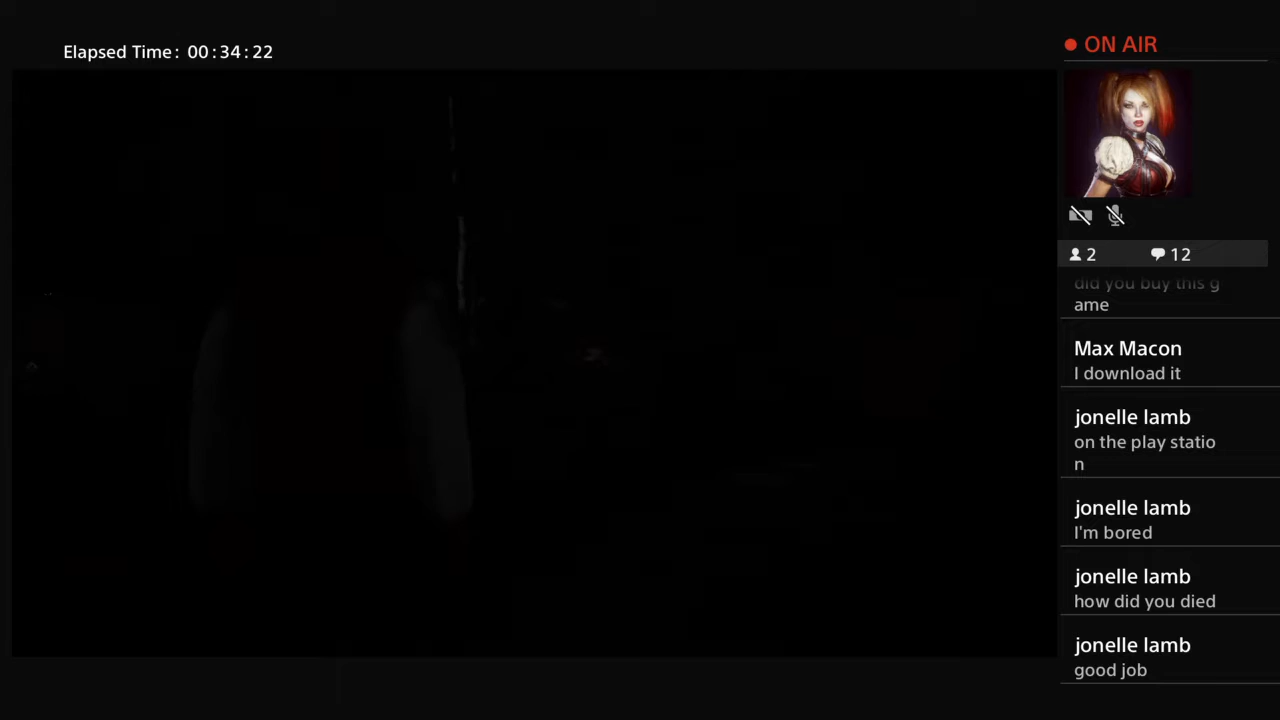 Elapsed Time: 00:34:22
ON AIR
2 12
did you buy this g
ame
Max Macon
I download it
jonelle lamb
on the play statio
n
jonelle lamb
I'm bored
jonelle lamb
how did you died
jonelle lamb
good job